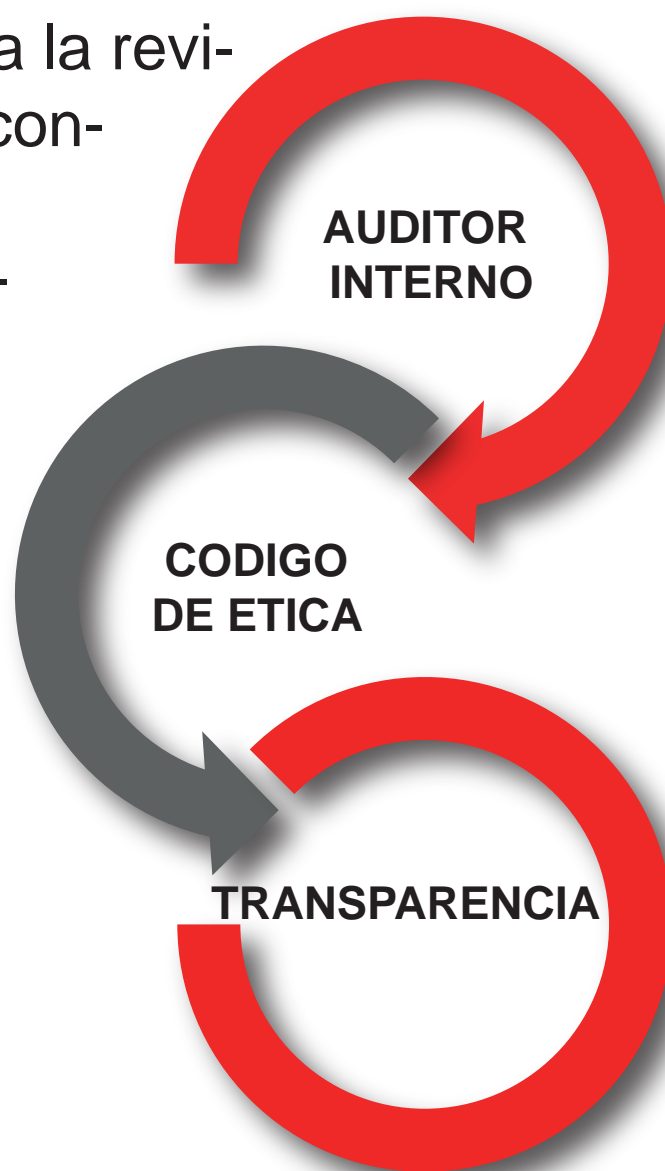 a la revi-
con-
-
AUDITOR
INTERNO
CODIGO
DE ETICA
TRANSPARENCIA